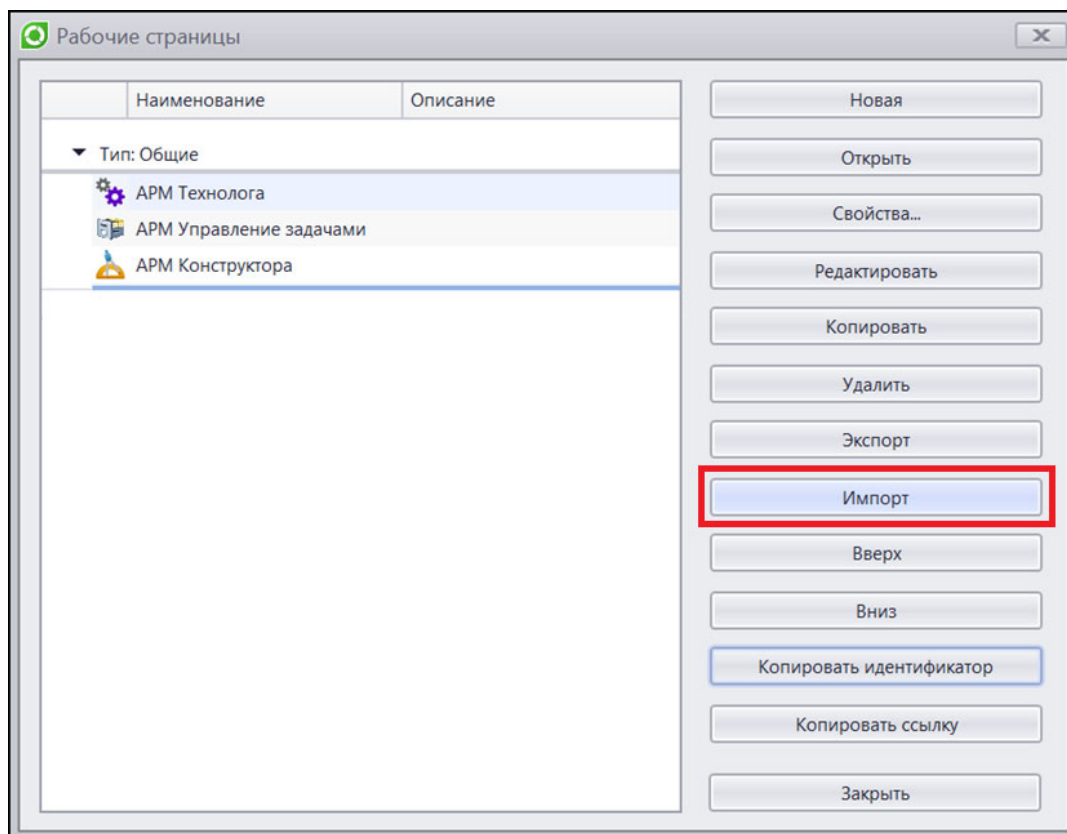 Рабочие страницы
Наименование Описание
Тип: Общие
АРМ Технолога
АРМ Управление задачами
АРМ Конструктора
Новая
Открыть
Свойства...
Редактировать
Копировать
Удалить
Экспорт
Импорт
Вверх
Вниз
Копировать идентификатор
Копировать ссылку
Закрыть